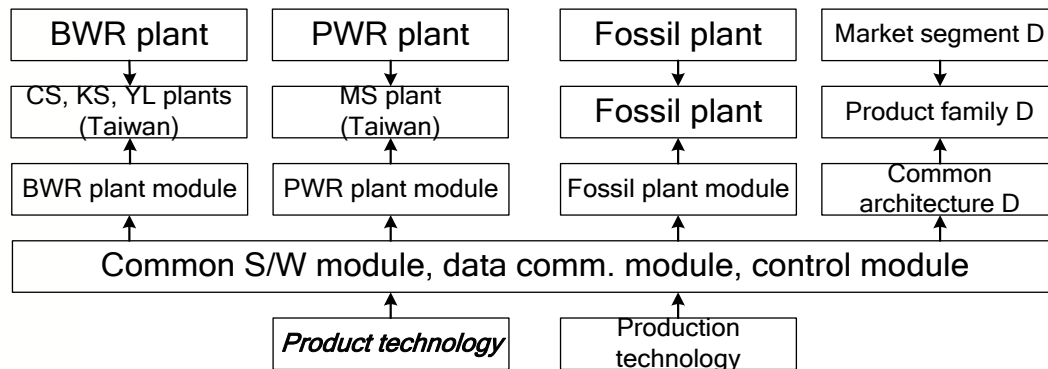 BWR plant
PWR plant
Fossil plant
Market segment D
CS, KS, YL plants
(Taiwan)
MS plant
(Taiwan)
Fossil plant
Product family D
BWR plant module
PWR plant module
Fossil plant module
Common
architecture D
Common S/W module, data comm. module, control module
Product technology
Production
technology